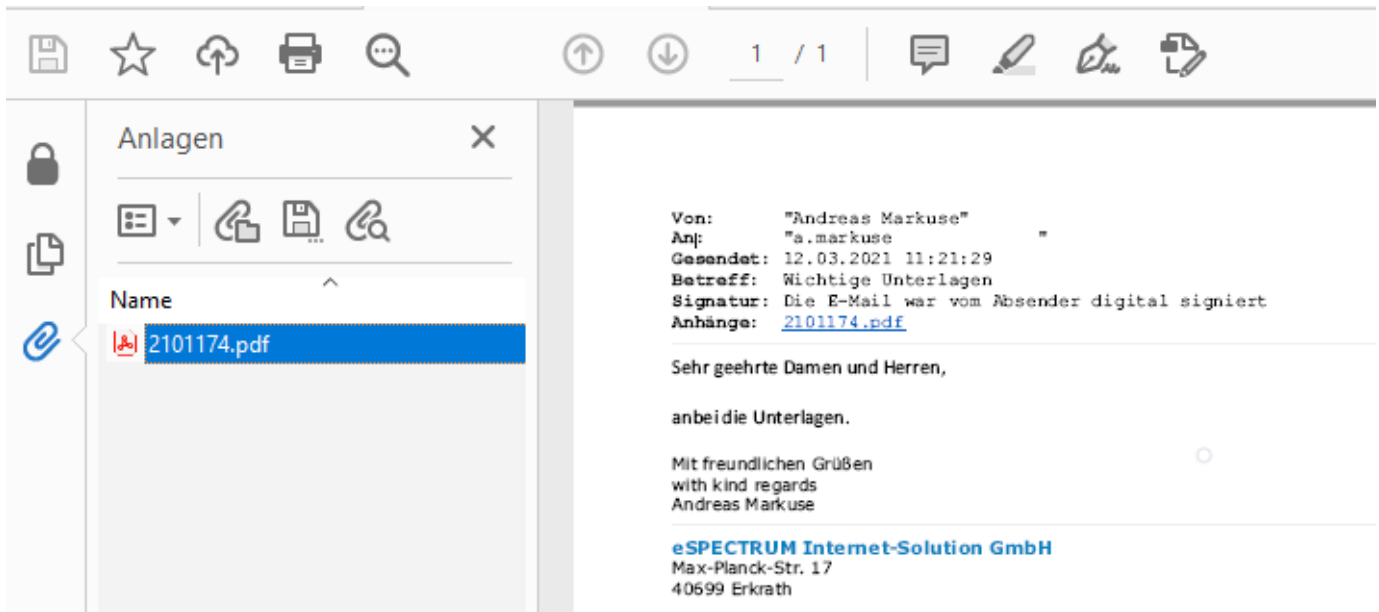 1 / 1
Anlagen
Name
2101174.pdf
Von: "Andreas Markuse"
An: "a.markuse "
Gesendet: 12.03.2021 11:21:29
Betreff: Wichtige Unterlagen
Signatur: Die E-Mail war vom Absender digital signiert
Anhänge: 2101174.pdf
Sehr geehrte Damen und Herren,
anbei die Unterlagen.
Mit freundlichen Grüßen
with kind regards
Andreas Markuse
eSPECTRUM Internet-Solution GmbH
Max-Planck-Str. 17
40699 Erkrath